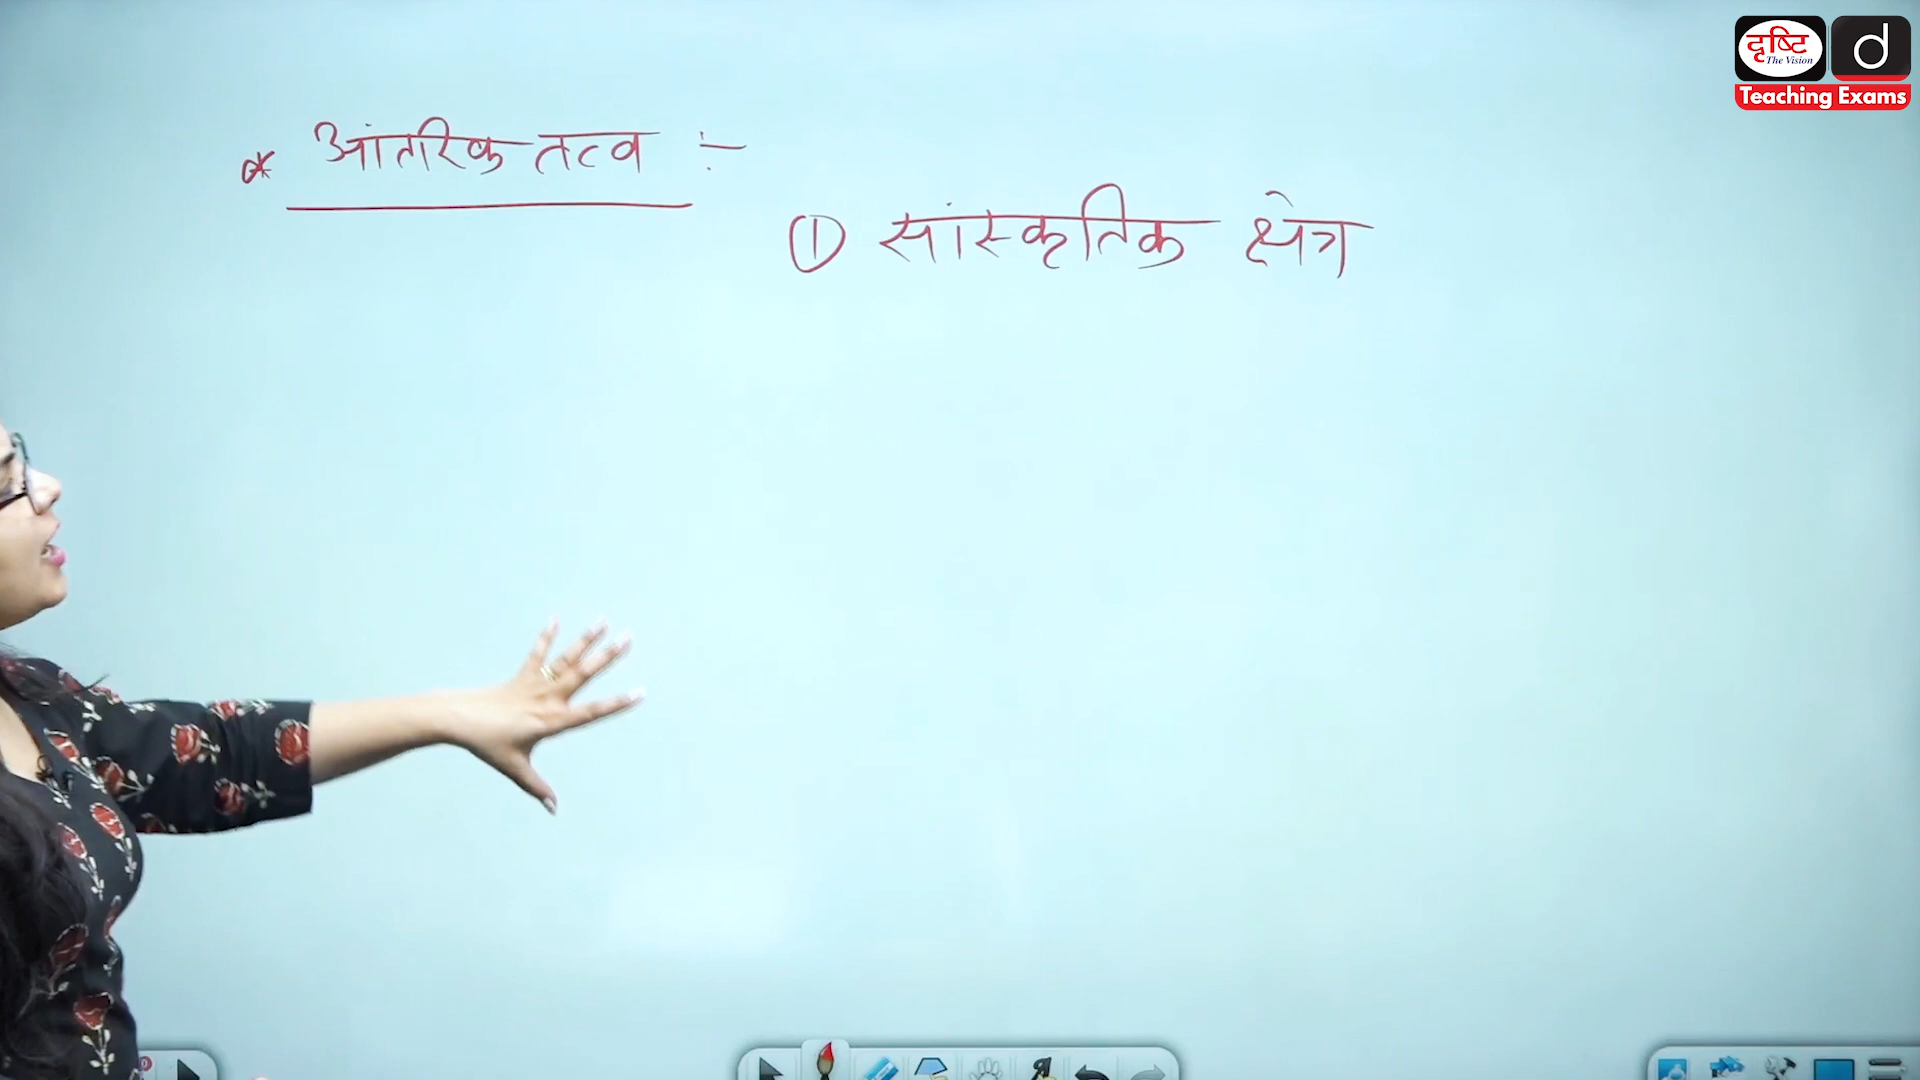 दृष्टि
The Vision
d
Teaching Exams
* आंतरिक तत्व :-
① सांस्कृतिक क्षेत्र